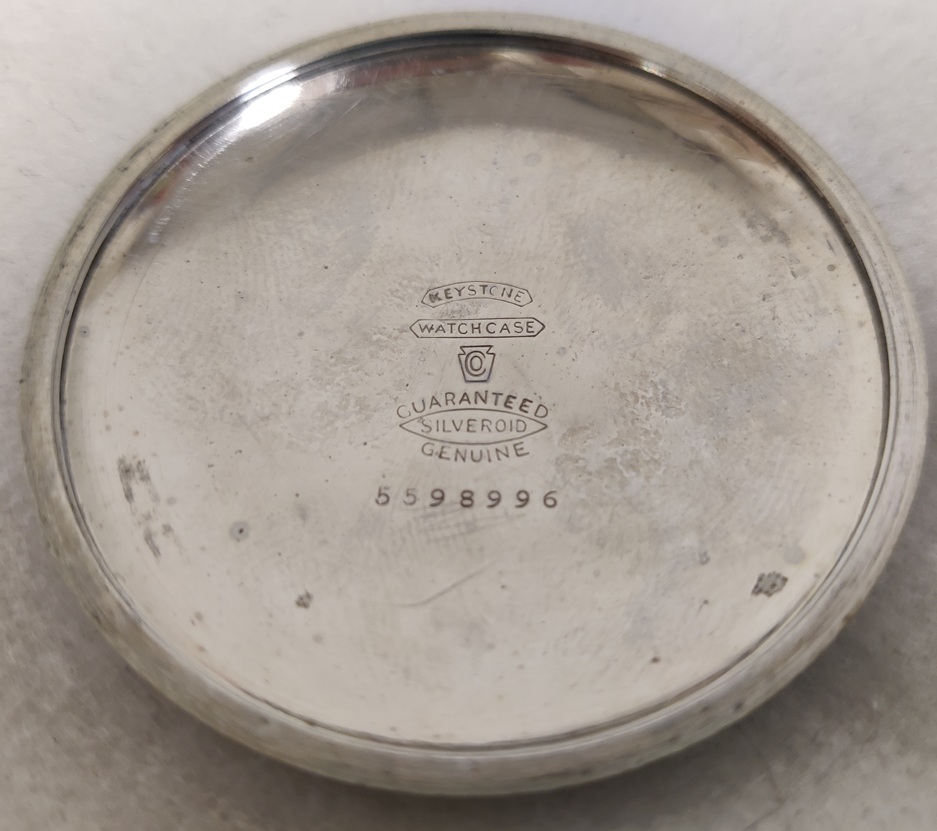 KEYSTONE
WATCHCASE
C
GUARANTEED
SILVEROID
GENUINE
5598996